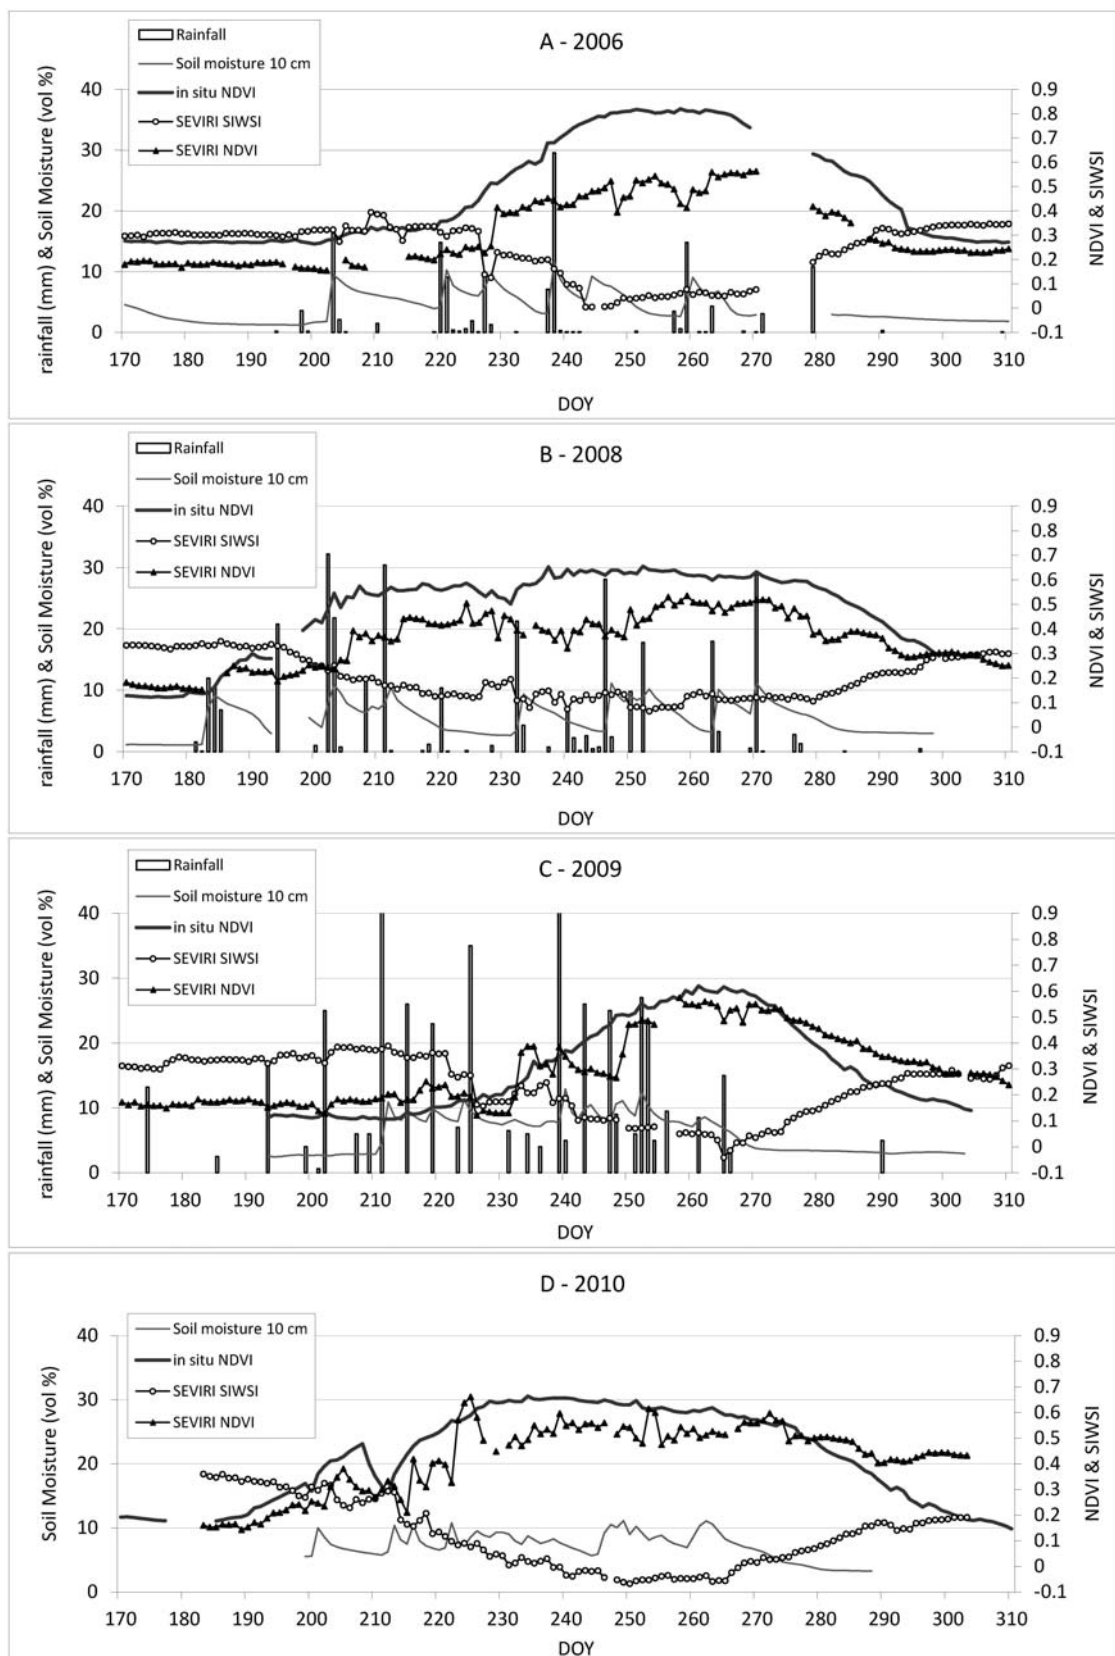 A - 2006
Rainfall
Soil moisture 10 cm
in situ NDVI
SEVIRI SIWSI
SEVIRI NDVI
rainfall (mm) & Soil Moisture (vol %)
40
30
20
10
0
0.9
0.8
0.7
0.6
0.5
0.4
0.3
0.2
0.1
0
-0.1
NDVI & SIWSI
170 180 190 200 210 220 230 240 250 260 270 280 290 300 310
DOY
B - 2008
Rainfall
Soil moisture 10 cm
in situ NDVI
SEVIRI SIWSI
SEVIRI NDVI
rainfall (mm) & Soil Moisture (vol %)
40
30
20
10
0
0.9
0.8
0.7
0.6
0.5
0.4
0.3
0.2
0.1
0
-0.1
NDVI & SIWSI
170 180 190 200 210 220 230 240 250 260 270 280 290 300 310
DOY
C - 2009
Rainfall
Soil moisture 10 cm
in situ NDVI
SEVIRI SIWSI
SEVIRI NDVI
rainfall (mm) & Soil Moisture (vol %)
40
30
20
10
0
0.9
0.8
0.7
0.6
0.5
0.4
0.3
0.2
0.1
0
-0.1
NDVI & SIWSI
170 180 190 200 210 220 230 240 250 260 270 280 290 300 310
DOY
D - 2010
Soil moisture 10 cm
in situ NDVI
SEVIRI SIWSI
SEVIRI NDVI
Soil Moisture (vol %)
40
30
20
10
0
0.9
0.8
0.7
0.6
0.5
0.4
0.3
0.2
0.1
0
-0.1
NDVI & SIWSI
170 180 190 200 210 220 230 240 250 260 270 280 290 300 310
DOY